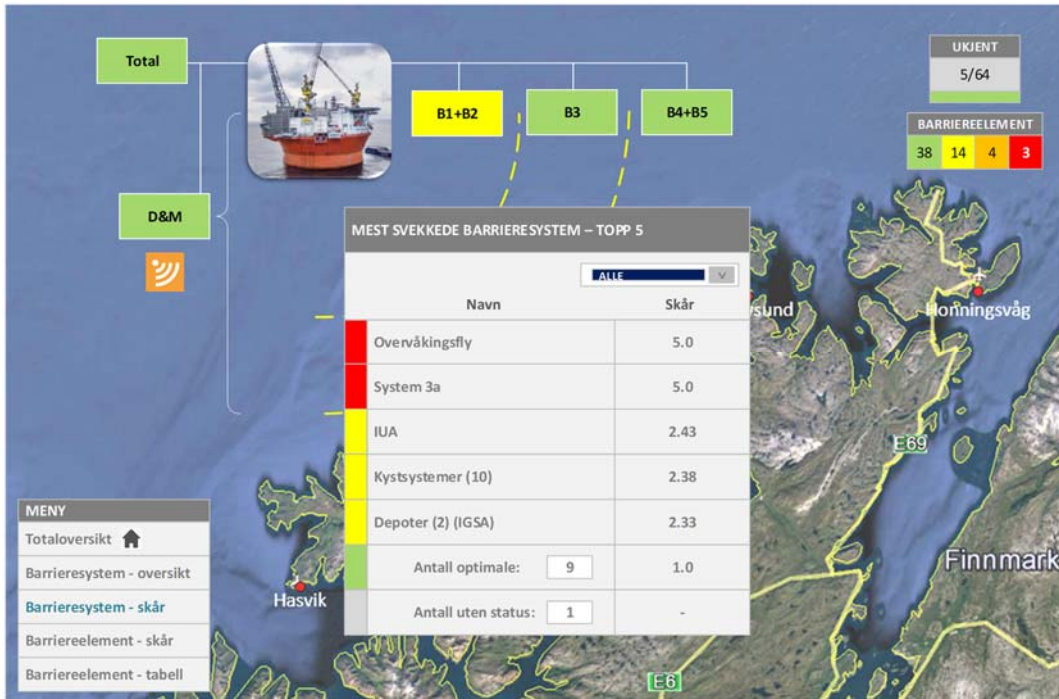 Total
B1+B2
B3
B4+B5
UKJENT
5/64
BARRIEREELEMENT
38 14 4 3
D&M
MEST SVEKKEDE BARRIERESYSTEM – TOPP 5
ALLE
V
Navn Skår
Overvåkingsfly 5.0
System 3a 5.0
IUA 2.43
Kystsystemer (10) 2.38
Depoter (2) (IGSA) 2.33
Antall optimale: 9 1.0
Antall uten status: 1 -
Honningsvåg
E69
Finnmark
Hasvik
E6
MENY
Totaloversikt
Barrieresystem - oversikt
Barrieresystem - skår
Barriereelement - skår
Barriereelement - tabell